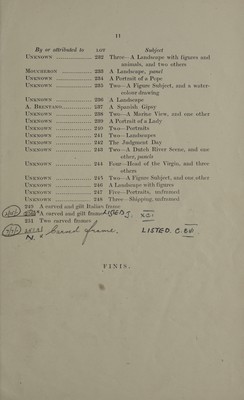 11
By or attributed to LOT Subject
UNKNOWN .................. 232 Three—A Landscape with figures and
animals, and two others
MOUCHERON ............... 233 A Landscape, panel
UNKNOWN .................. 234 A Portrait of a Pope
UNKNOWN .................. 235 Two—A Figure Subject, and a water-
colour drawing
UNKNOWN .................. 236 A Landscape
A. BRENTANO............... 237 A Spanish Gipsy
UNKNOWN .................. 238 Two—A Marine View, and one other
UNKNOWN .................. 239 A Portrait of a Lady
UNKNOWN .................. 240 Two—Portraits
UNKNOWN .................. 241 Two—Landscapes
UNKNOWN .................. 242 The Judgment Day
UNKNOWN .................. 243 Two—A Dutch River Scene, and one
other, panels
UNKNOWN .................. 244 Four—Head of the Virgin, and three
others
UNKNOWN .................. 245 Two—A Figure Subject, and one other
UNKNOWN .................. 246 A Landscape with figures
UNKNOWN .................. 247 Five—Portraits, unframed
UNKNOWN .................. 248 Three—Shipping, unframed
249 A carved and gilt Italian frame
A carved and gilt frame LISTED
251 Two carved frames
carved frame. LISTED.
N.
FINIS.